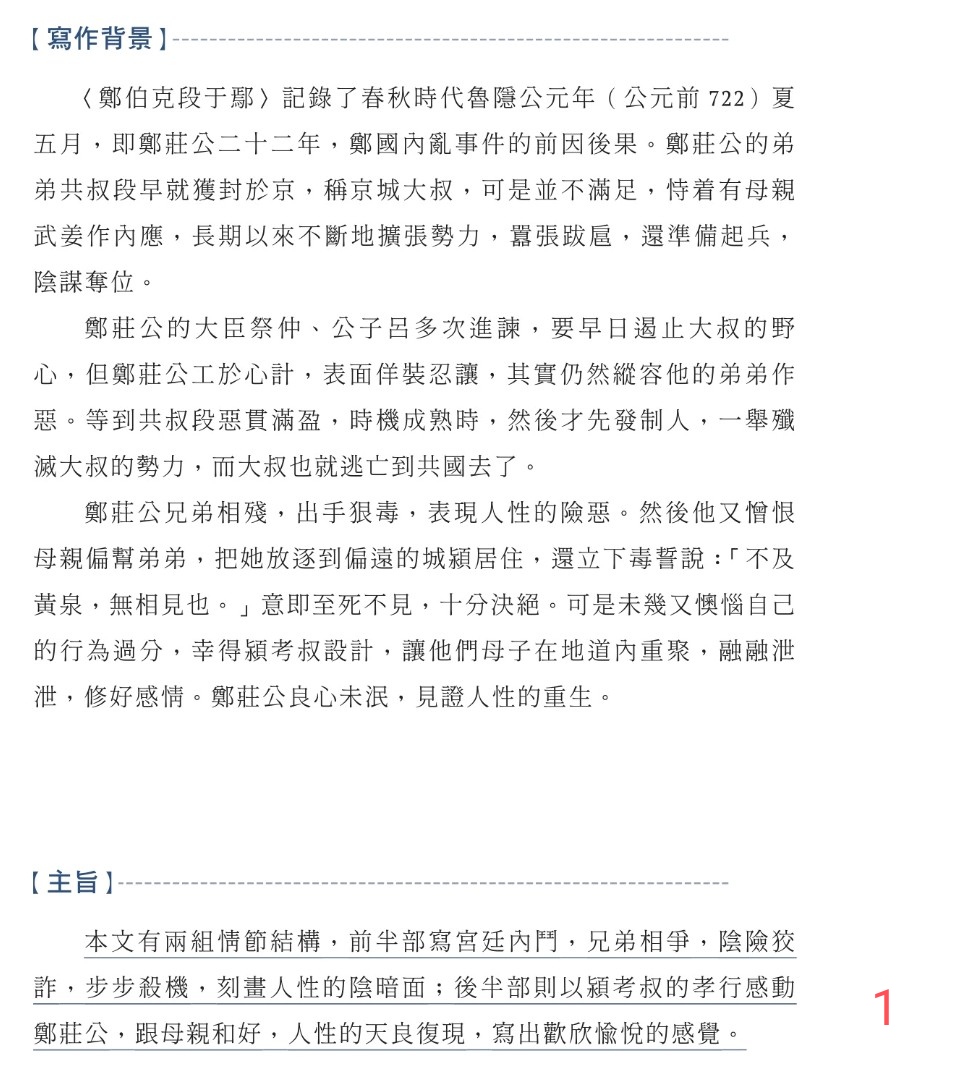 【寫作背景】
〈鄭伯克段于鄢〉記錄了春秋時代魯隱公元年(公元前 722)夏
五月,即鄭莊公二十二年,鄭國內亂事件的前因後果。鄭莊公的弟
弟共叔段早就獲封於京,稱京城大叔,可是並不滿足,恃着有母親
武姜作內應,長期以來不斷地擴張勢力,囂張跋扈,還準備起兵,
陰謀奪位。
鄭莊公的大臣祭仲、公子呂多次進諫,要早日遏止大叔的野
心,但鄭莊公工於心計,表面佯裝忍讓,其實仍然縱容他的弟弟作
惡。等到共叔段惡貫滿盈,時機成熟時,然後才先發制人,一舉殲
滅大叔的勢力,而大叔也就逃亡到共國去了。
鄭莊公兄弟相殘,出手狠毒,表現人性的險惡。然後他又憎恨
母親偏幫弟弟,把她放逐到偏遠的城潁居住,還立下毒誓說:「不及
黃泉,無相見也。」意即至死不見,十分決絕。可是未幾又懊惱自己
的行為過分,幸得潁考叔設計,讓他們母子在地道內重聚,融融泄
泄,修好感情。鄭莊公良心未泯,見證人性的重生。
【主旨】
本文有兩組情節結構,前半部寫宮廷內鬥,兄弟相爭,陰險狡
詐,步步殺機,刻畫人性的陰暗面;後半部則以潁考叔的孝行感動
鄭莊公,跟母親和好,人性的天良復現,寫出歡欣愉悅的感覺。
1